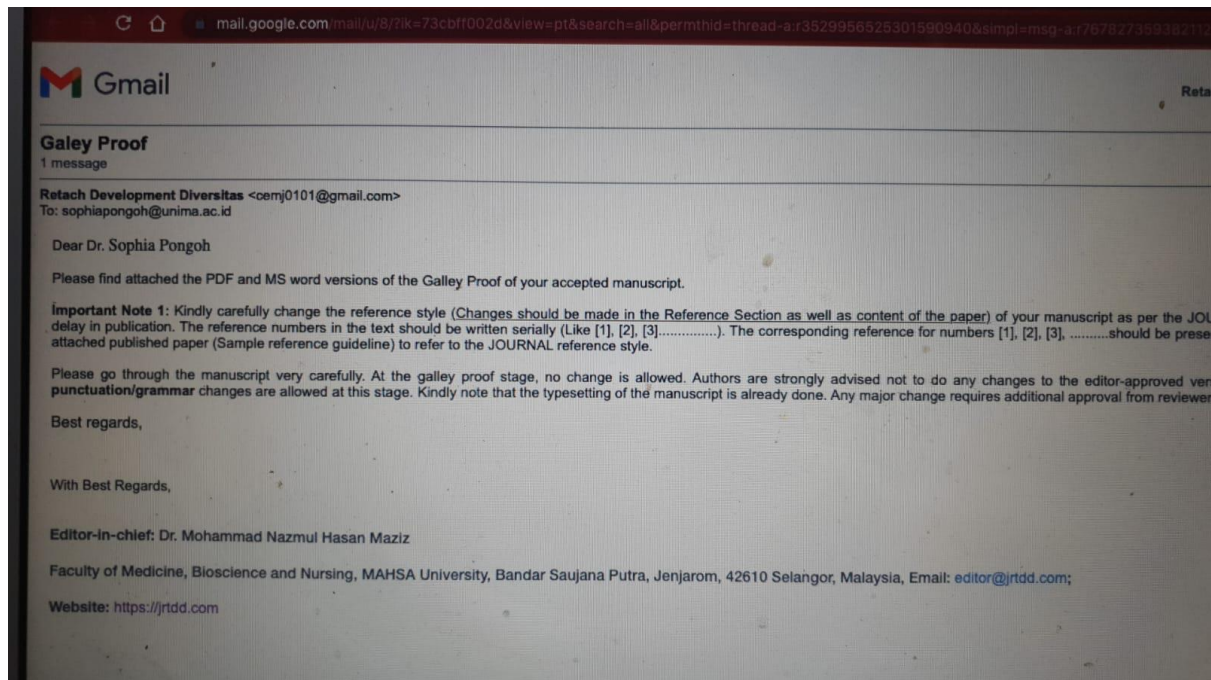 mail.google.com/mail/u/8/?ik=73cbff002d&view=pt&search=all&permthid=thread-a:r3529956525301590940&simpl=msg-a:r76782735938211
Gmail
Reta
Galey Proof
1 message
Retach Development Diversitas <cemj0101@gmail.com>
To: sophiapongoh@unima.ac.id
Dear Dr. Sophia Pongoh
Please find attached the PDF and MS word versions of the Galley Proof of your accepted manuscript.
Important Note 1: Kindly carefully change the reference style (Changes should be made in the Reference Section as well as content of the paper) of your manuscript as per the JOU
delay in publication. The reference numbers in the text should be written serially (Like [1], [2], [3]...............). The corresponding reference for numbers [1], [2], [3], ..........should be prese
attached published paper (Sample reference guideline) to refer to the JOURNAL reference style.
Please go through the manuscript very carefully. At the galley proof stage, no change is allowed. Authors are strongly advised not to do any changes to the editor-approved ver
punctuation/grammar changes are allowed at this stage. Kindly note that the typesetting of the manuscript is already done. Any major change requires additional approval from reviewer
Best regards,
With Best Regards,
Editor-in-chief: Dr. Mohammad Nazmul Hasan Maziz
Faculty of Medicine, Bioscience and Nursing, MAHSA University, Bandar Saujana Putra, Jenjarom, 42610 Selangor, Malaysia, Email: editor@jrtdd.com;
Website: https://jrtdd.com